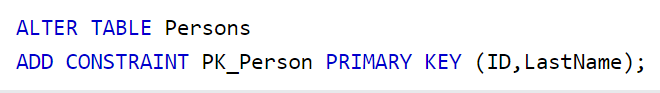 ALTER TABLE Persons
ADD CONSTRAINT PK_Person PRIMARY KEY (ID,LastName);